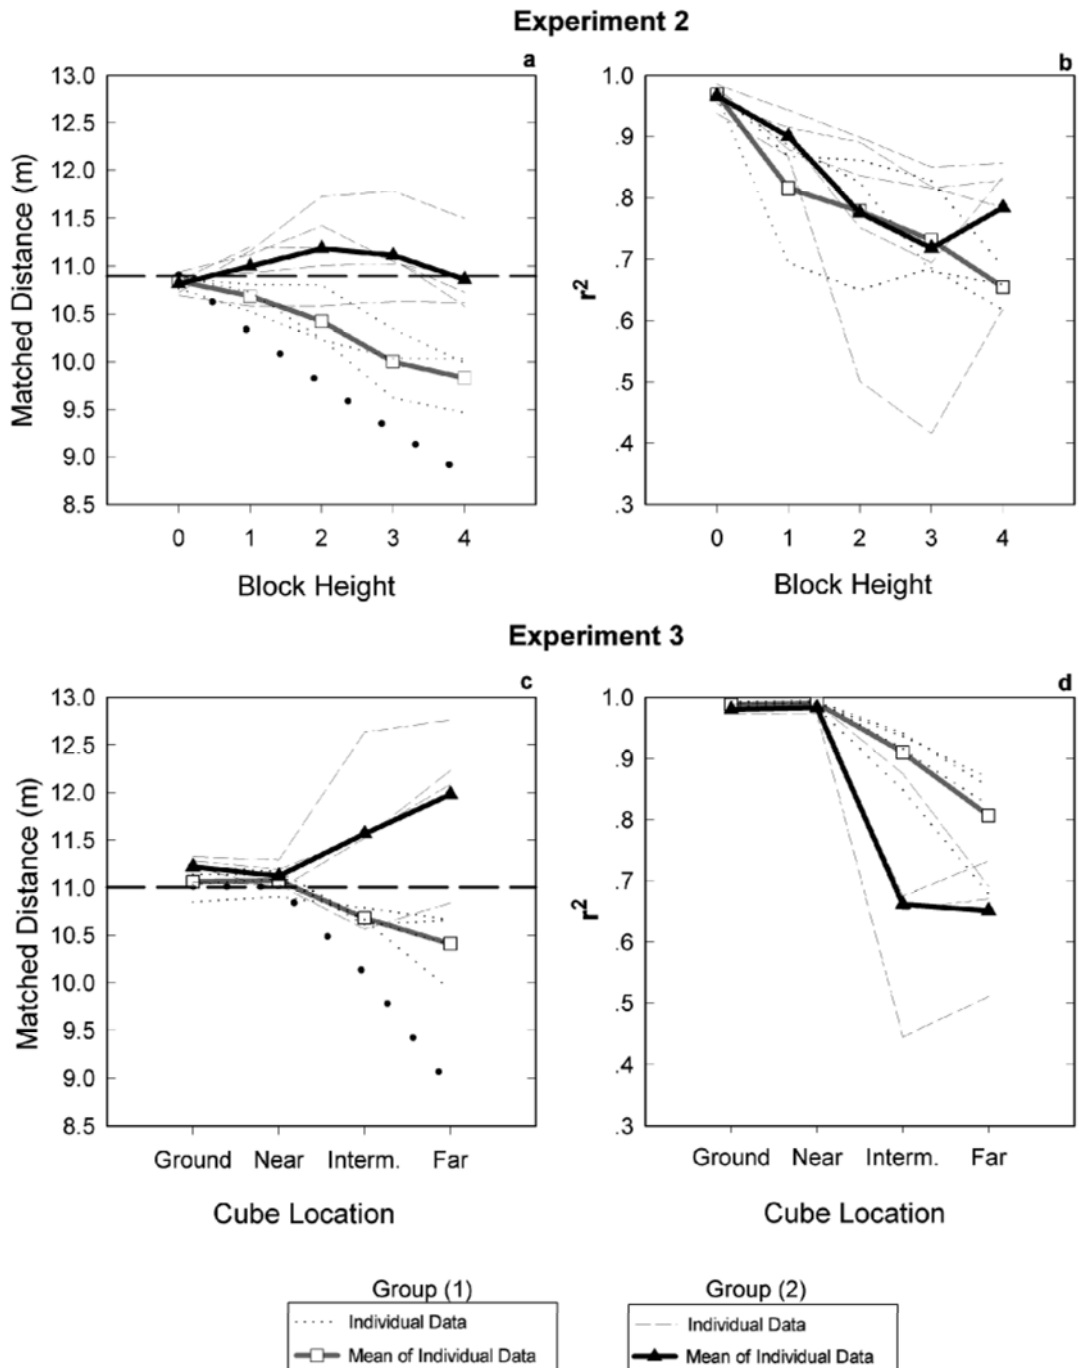 Experiment 2
a
13.0
12.5
12.0
11.5
11.0
10.5
10.0
9.5
9.0
8.5
Matched Distance (m)
0 1 2 3 4
Block Height
b
1.0
.9
.8
.7
.6
.5
.4
.3
r²
0 1 2 3 4
Block Height
Experiment 3
c
13.0
12.5
12.0
11.5
11.0
10.5
10.0
9.5
9.0
8.5
Matched Distance (m)
Ground Near Interm. Far
Cube Location
d
1.0
.9
.8
.7
.6
.5
.4
.3
r²
Ground Near Interm. Far
Cube Location
Group (1)
Individual Data
Mean of Individual Data
Group (2)
Individual Data
Mean of Individual Data